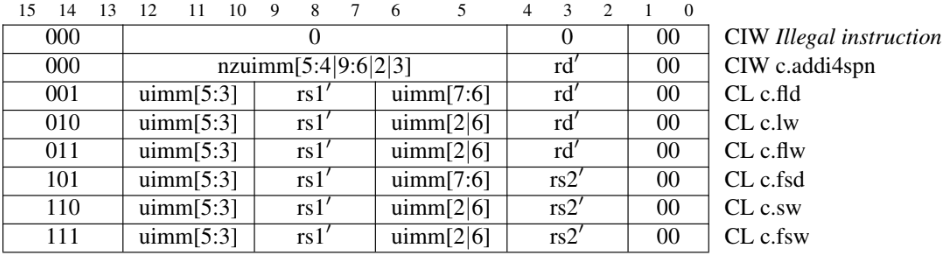 15 14 13 12 11 10 9 8 7 6 5 4 3 2 1 0
000 0 0 00 CIW Illegal instruction
000 nzuimm[5:4|9:6|2|3] rd′ 00 CIW c.addi4spn
001 uimm[5:3] rs1′ uimm[7:6] rd′ 00 CL c.fld
010 uimm[5:3] rs1′ uimm[2|6] rd′ 00 CL c.lw
011 uimm[5:3] rs1′ uimm[2|6] rd′ 00 CL c.flw
101 uimm[5:3] rs1′ uimm[7:6] rs2′ 00 CL c.fsd
110 uimm[5:3] rs1′ uimm[2|6] rs2′ 00 CL c.sw
111 uimm[5:3] rs1′ uimm[2|6] rs2′ 00 CL c.fsw